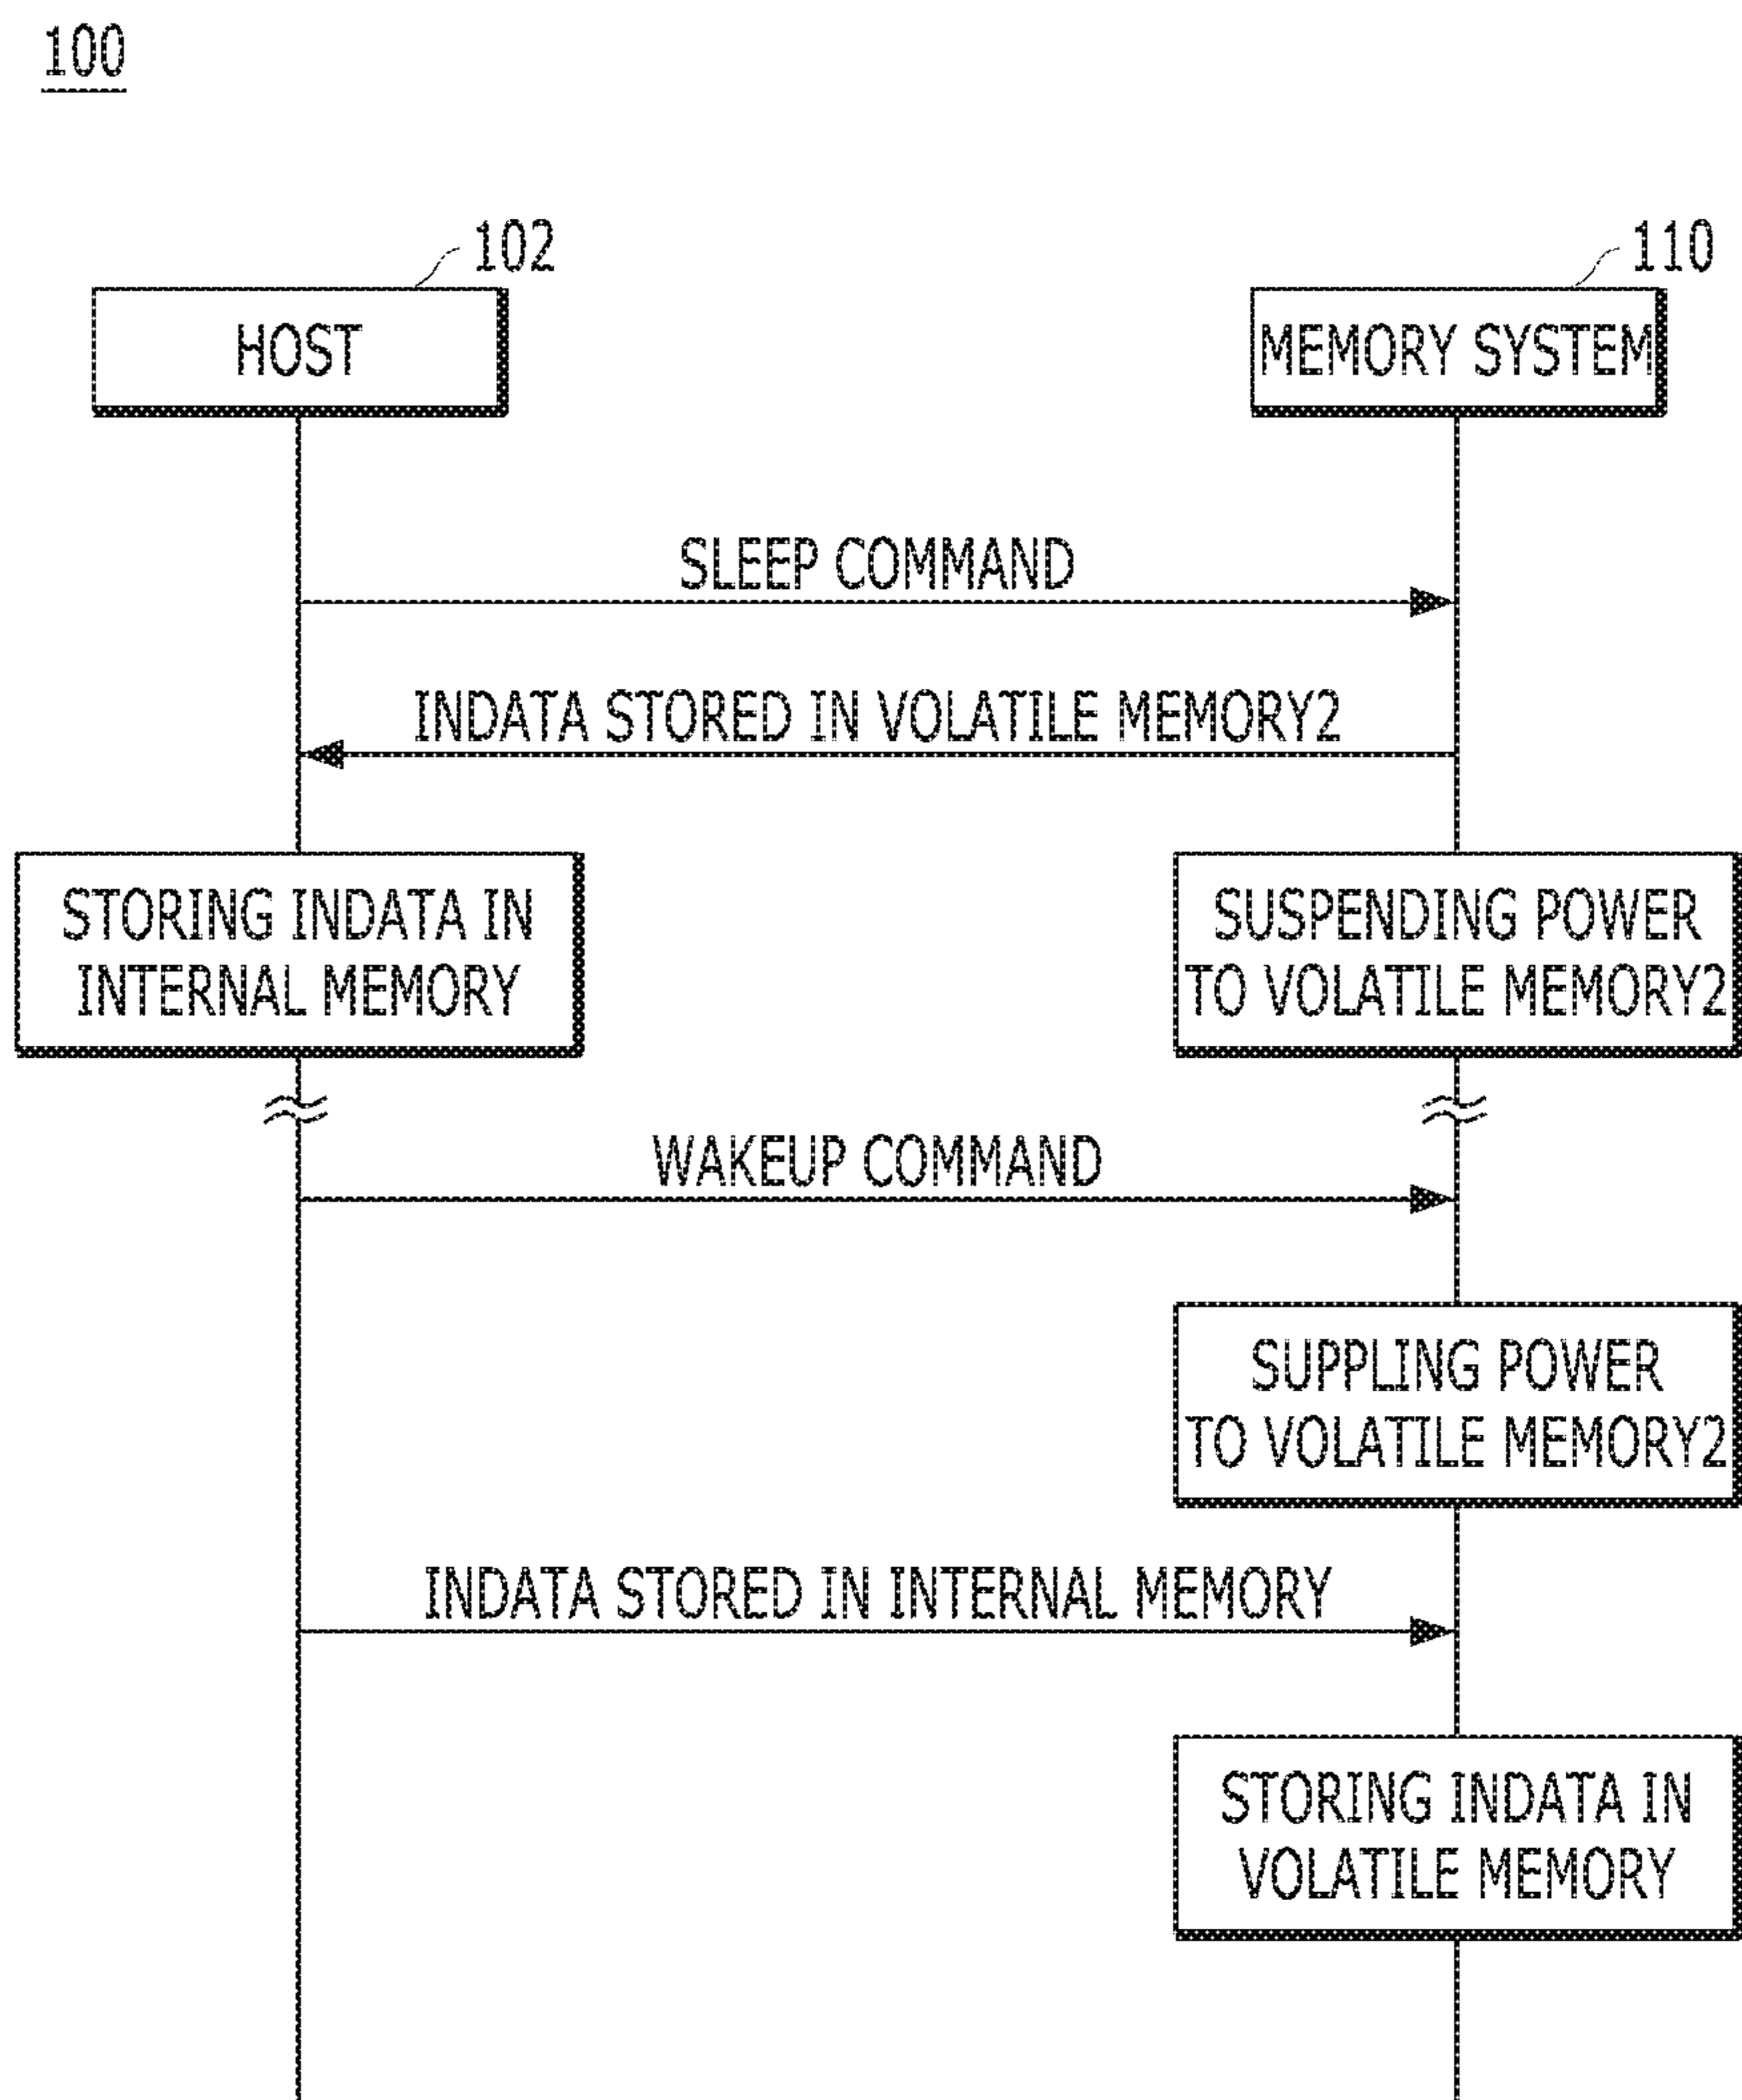 100
102
110
HOST
MEMORY SYSTEM
SLEEP COMMAND
INDATA STORED IN VOLATILE MEMORY2
STORING INDATA IN
INTERNAL MEMORY
SUSPENDING POWER
TO VOLATILE MEMORY2
WAKEUP COMMAND
SUPPLING POWER
TO VOLATILE MEMORY2
INDATA STORED IN INTERNAL MEMORY
STORING INDATA IN
VOLATILE MEMORY